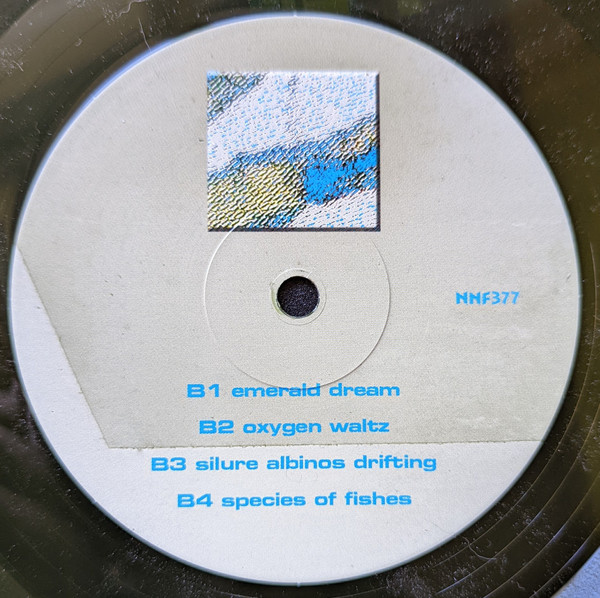 NNF377
B1 emerald dream
B2 oxygen waltz
B3 silure albinos drifting
B4 species of fishes